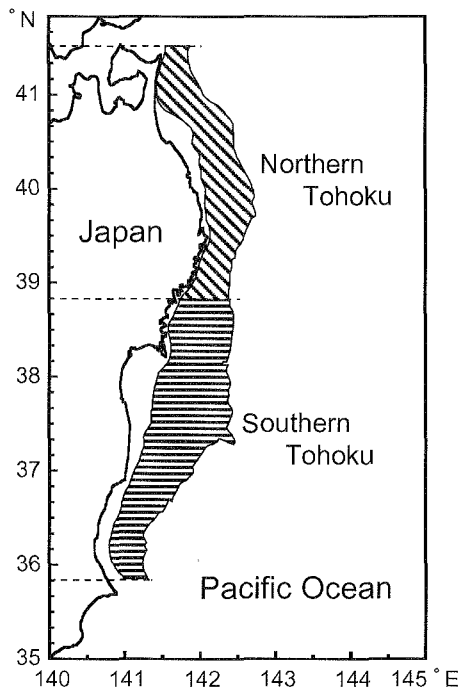 °N
41
Northern
Tohoku
40
Japan
39
38
Southern
Tohoku
37
36
Pacific Ocean
35
140 141 142 143 144 145 °E